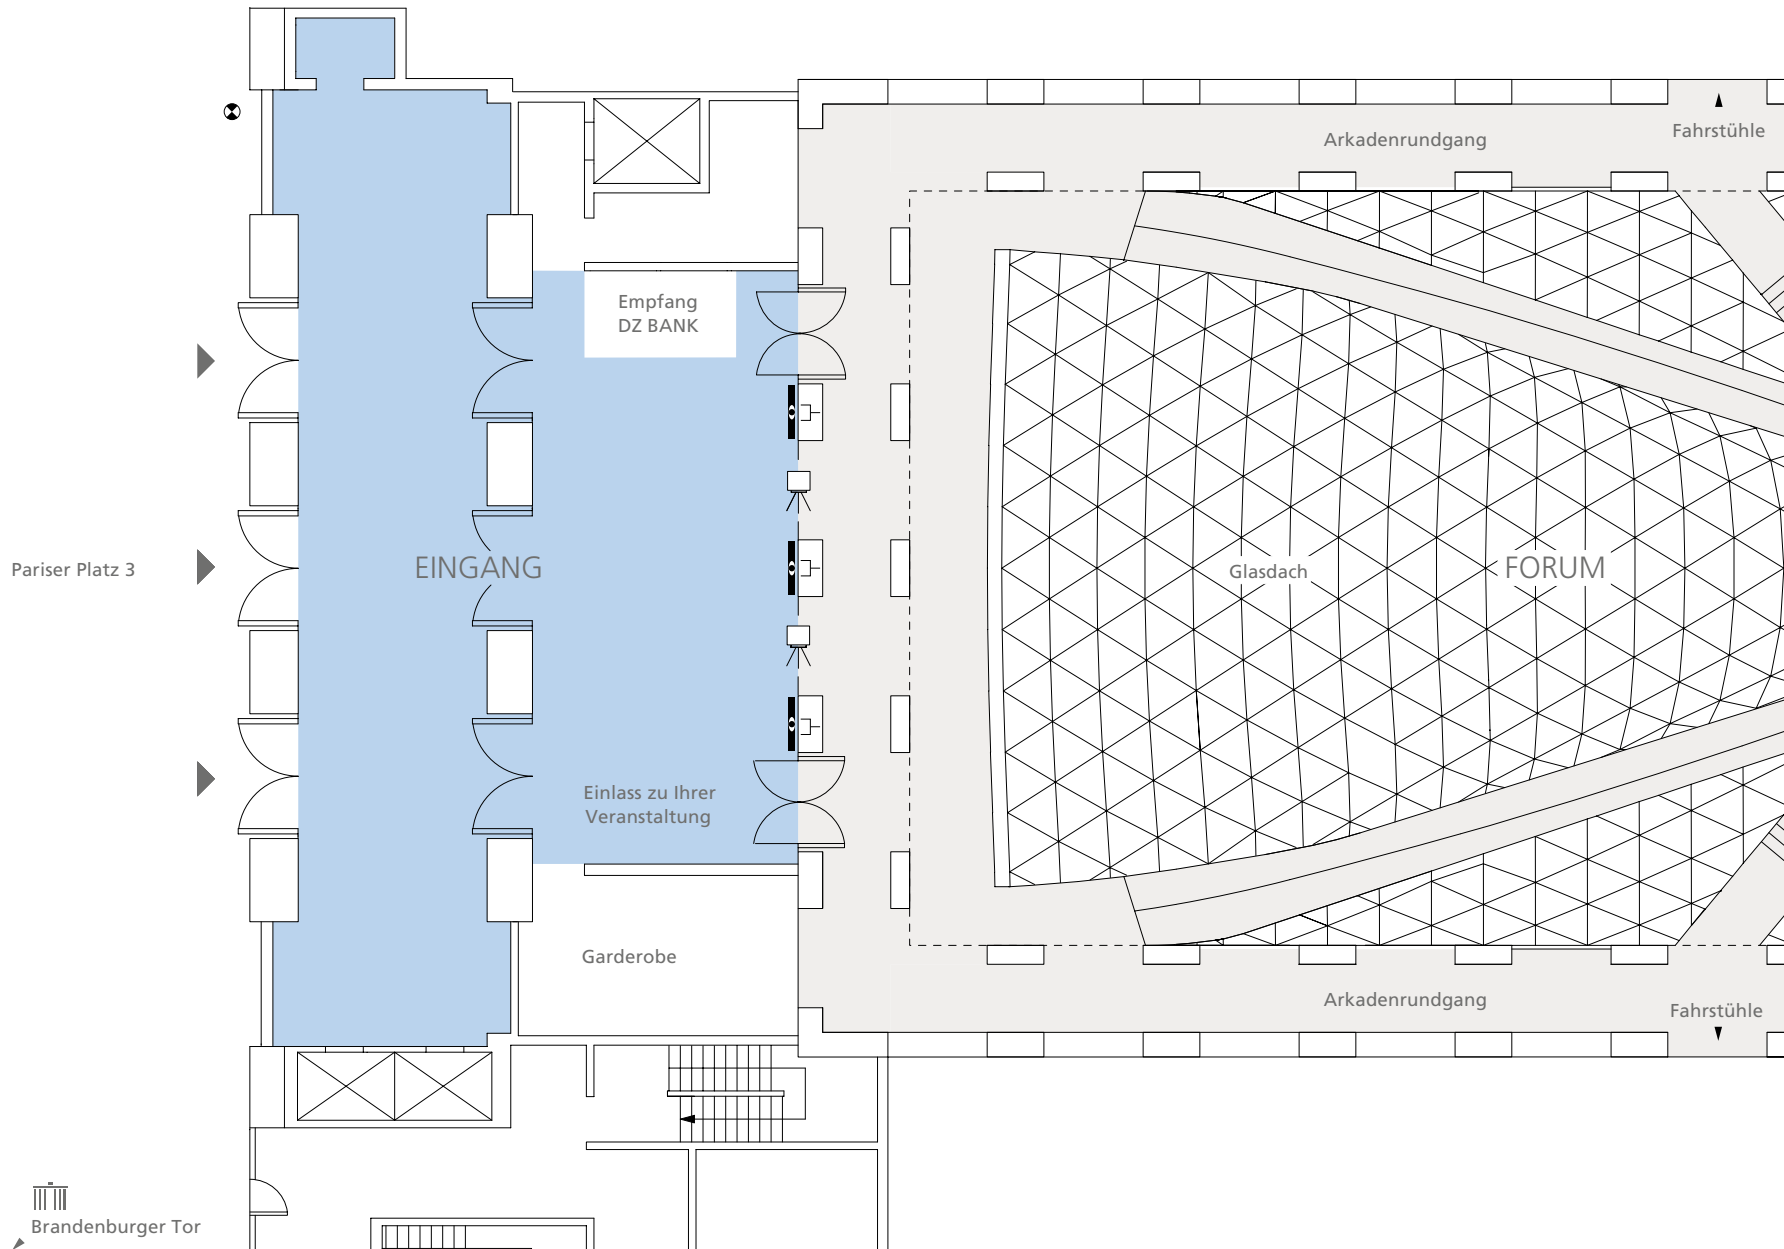 Arkadenrundgang
Fahrstühle
Empfang
DZ BANK
Pariser Platz 3
EINGANG
Glasdach
FORUM
Einlass zu Ihrer
Veranstaltung
Garderobe
Arkadenrundgang
Fahrstühle
Brandenburger Tor